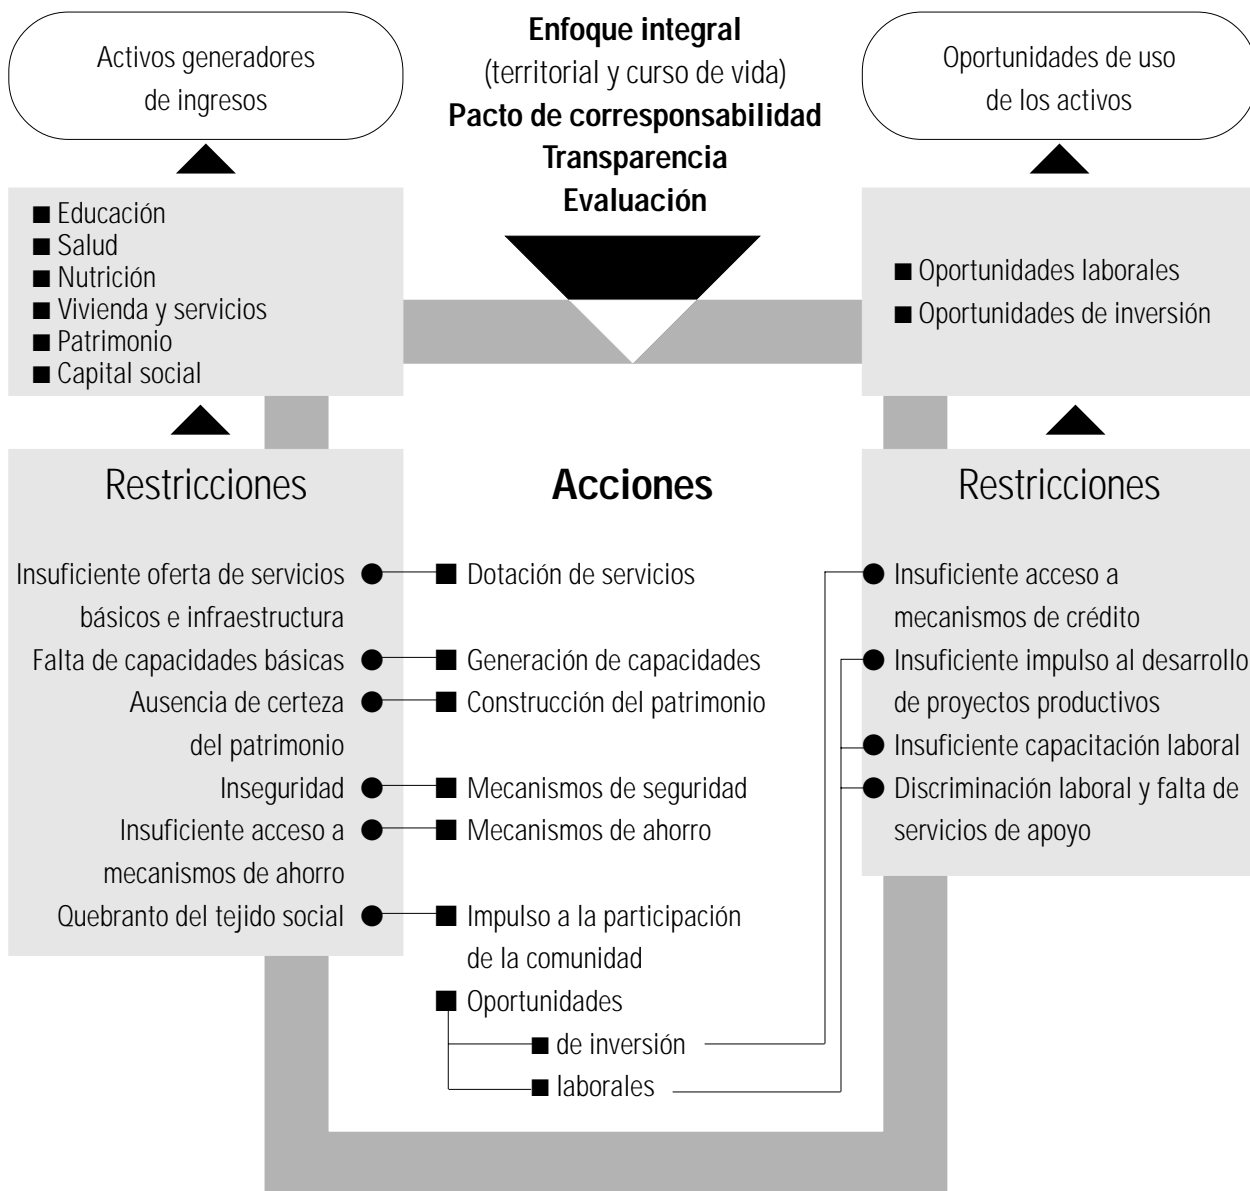 Activos generadores
de ingresos
Enfoque integral
(territorial y curso de vida)
Pacto de corresponsabilidad
Transparencia
Evaluación
Oportunidades de uso
de los activos
Educación
Salud
Nutrición
Vivienda y servicios
Patrimonio
Capital social
Oportunidades laborales
Oportunidades de inversión
Restricciones
Insuficiente oferta de servicios
básicos e infraestructura
Falta de capacidades básicas
Ausencia de certeza
del patrimonio
Inseguridad
Insuficiente acceso a
mecanismos de ahorro
Quebranto del tejido social
Acciones
Dotación de servicios
Generación de capacidades
Construcción del patrimonio
Mecanismos de seguridad
Mecanismos de ahorro
Impulso a la participación
de la comunidad
Oportunidades
de inversión
laborales
Restricciones
Insuficiente acceso a
mecanismos de crédito
Insuficiente impulso al desarrollo
de proyectos productivos
Insuficiente capacitación laboral
Discriminación laboral y falta de
servicios de apoyo